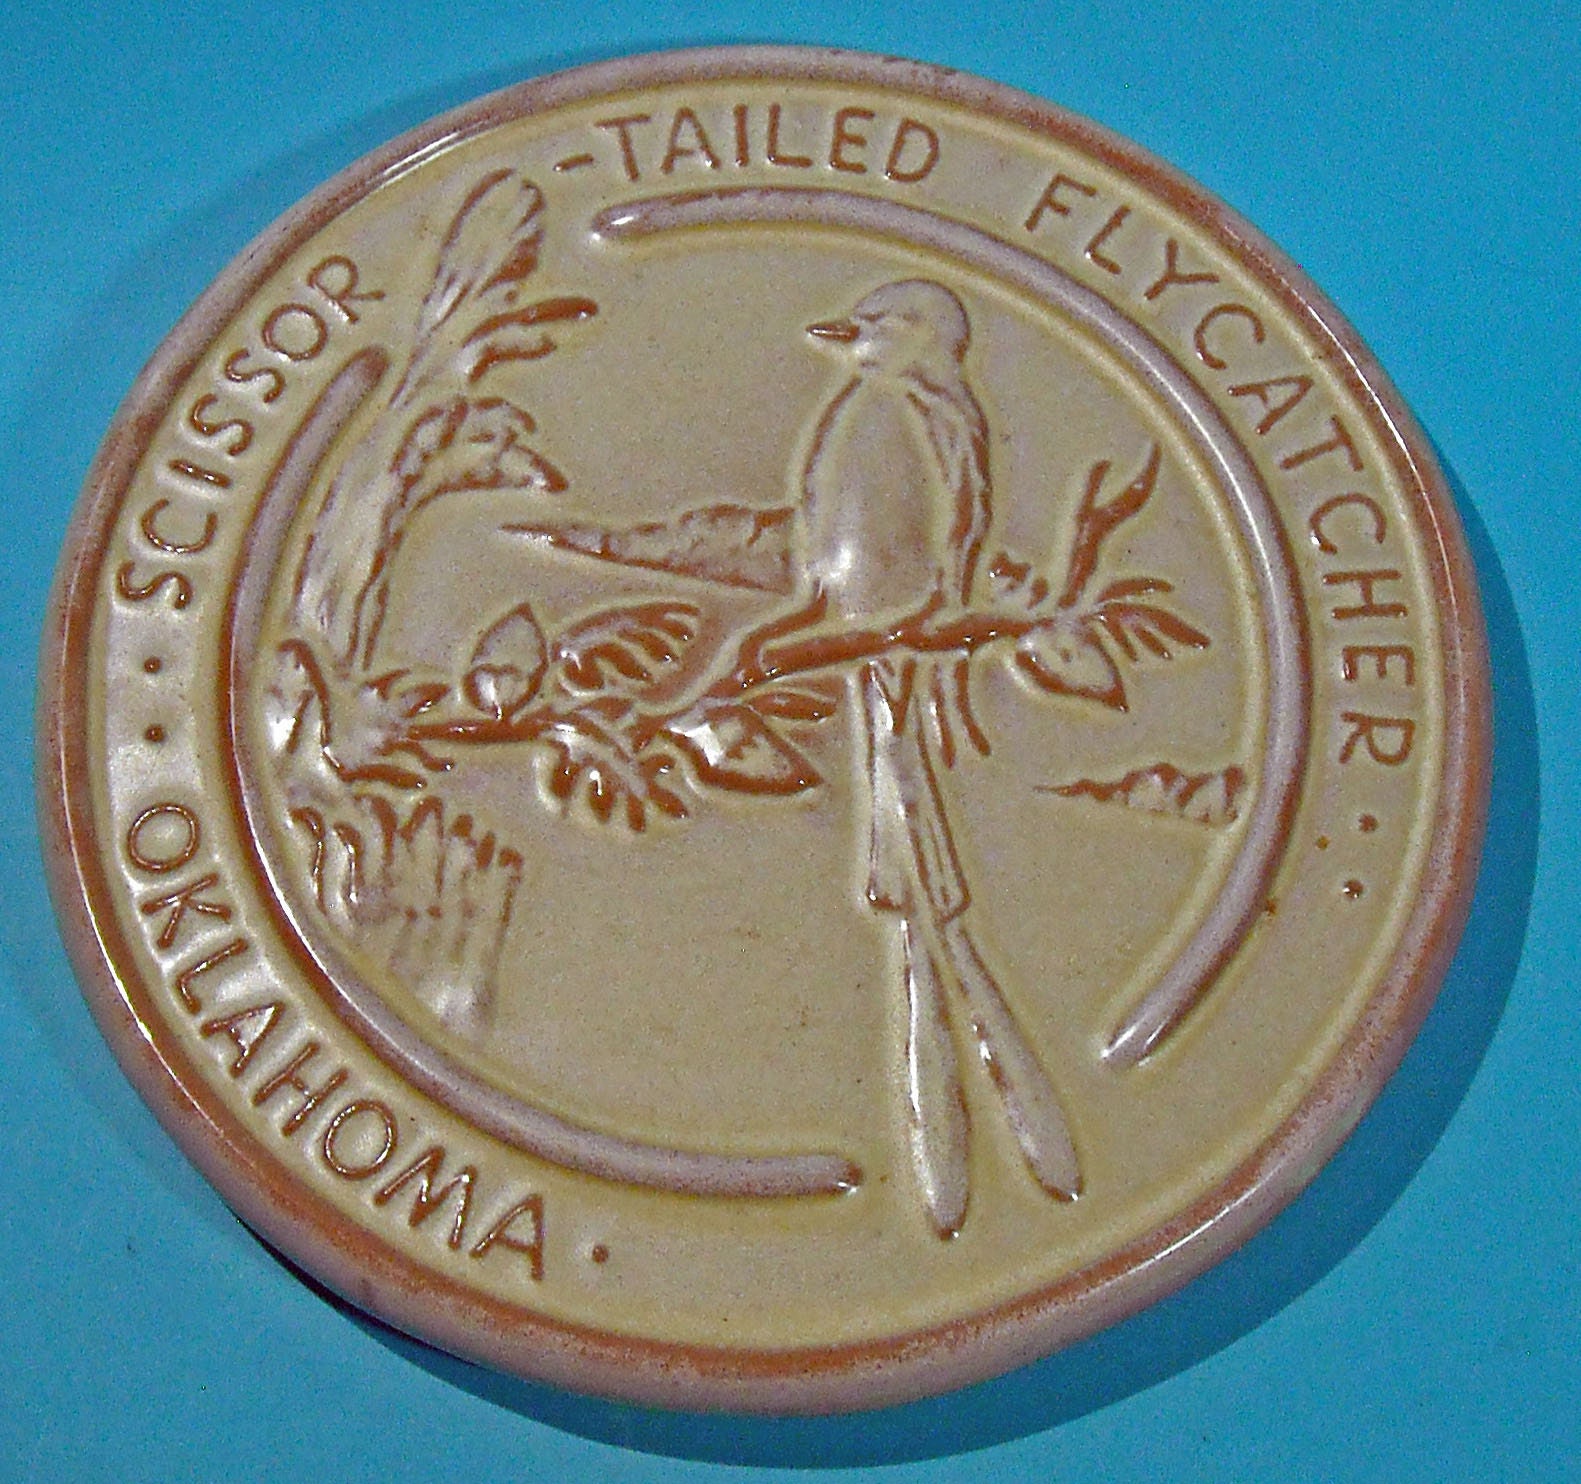 · SCISSOR -TAILED FLYCATCHER ·
· OKLAHOMA ·